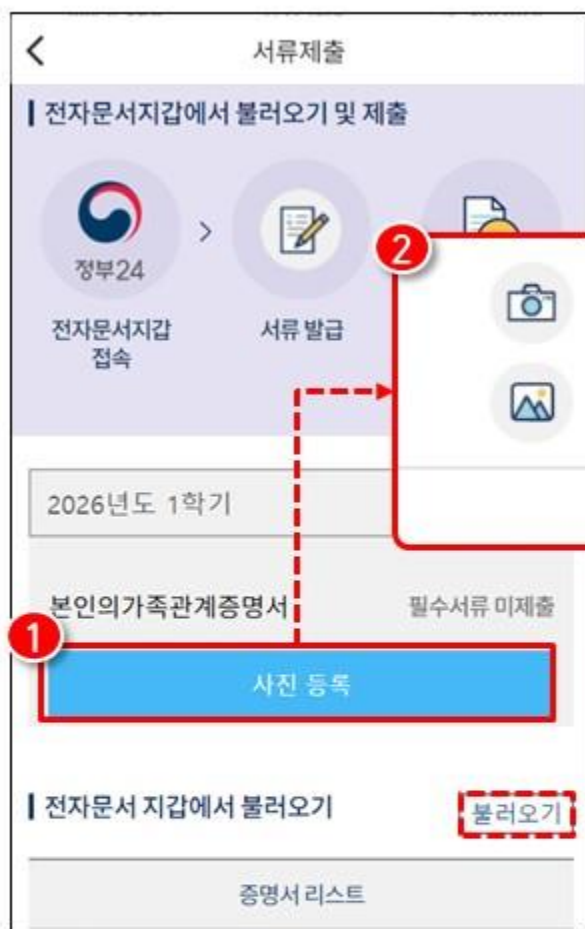 서류제출
전자문서지갑에서 불러오기 및 제출
정부24
전자문서지갑
접속
서류 발급
2
2026년도 1학기
본인의가족관계증명서
필수서류 미제출
1
사진 등록
전자문서 지갑에서 불러오기
불러오기
증명서 리스트